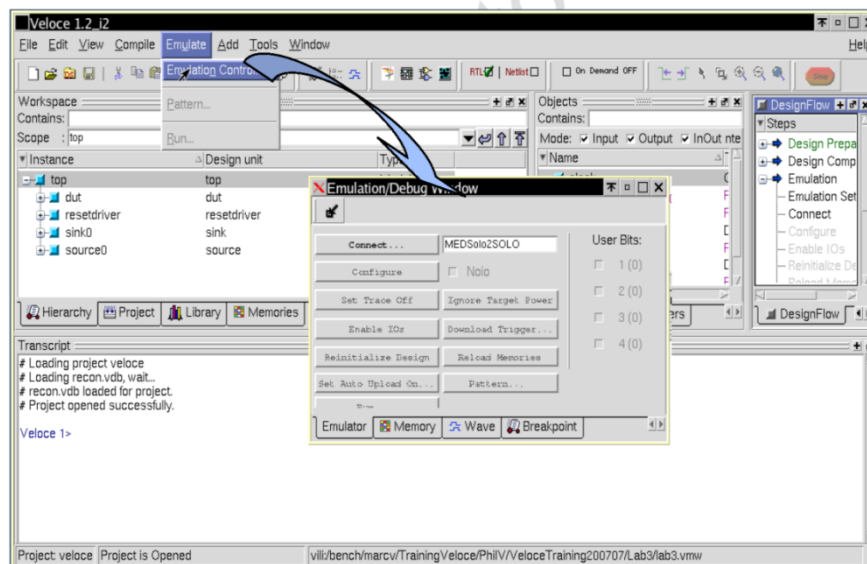 Veloce 1.2_i2
File Edit View Compile Emulate Add Tools Window
Emulation Contro
Pattern...
Run...
RTL Netlist On Demand OFF Stop
Workspace
Contains:
Scope : top
Instance Design unit
top top
dut dut
resetdriver resetdriver
sink0 sink
source0 source
Hierarchy Project Library Memories
Objects
Contains:
Mode: Input Output InOut
Name
DesignFlow
Steps
Design Prepa
Design Comp
Emulation
Emulation Set
Connect
Configure
Enable IOs
Reinitialize De
DesignFlow
Emulation/Debug Window
Connect... MEDSolo2SOLO User Bits:
Configure Noio 1 (0)
Set Trace Off Ignore Target Power 2 (0)
Enable IOs Download Trigger... 3 (0)
Reinitialize Design Reload Memories 4 (0)
Set Auto Upload On... Pattern...
Emulator Memory Wave Breakpoint
Transcript
# Loading project veloce
# Loading recon.vdb, wait...
# recon.vdb loaded for project.
# Project opened successfully.
Veloce 1>
Project: veloce Project is Opened vili:/bench/marcv/TrainingVeloce/PhilV/VeloceTraining200707/Lab3/lab3.vmw